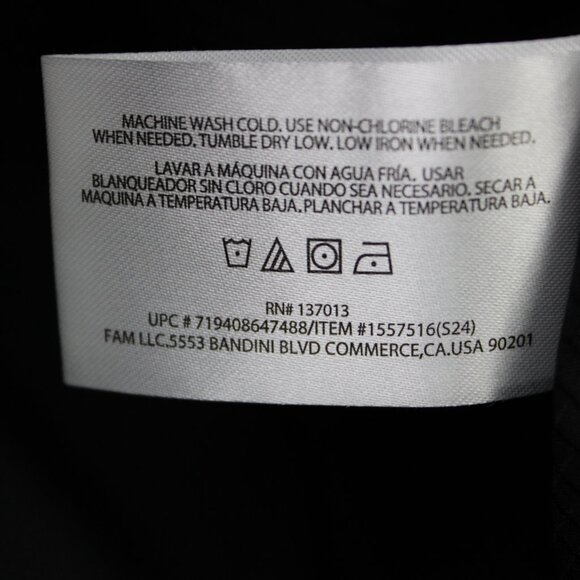 MACHINE WASH COLD. USE NON-CHLORINE BLEACH
WHEN NEEDED. TUMBLE DRY LOW. LOW IRON WHEN NEEDED.
LAVAR A MÁQUINA CON AGUA FRÍA. USAR
BLANQUEADOR SIN CLORO CUANDO SEA NECESARIO. SECAR A
MAQUINA A TEMPERATURA BAJA.PLANCHAR A TEMPERATURA BAJA.
RN# 137013
UPC # 719408647488/ITEM #1557516(S24)
FAM LLC.5553 BANDINI BLVD COMMERCE,CA.USA 90201